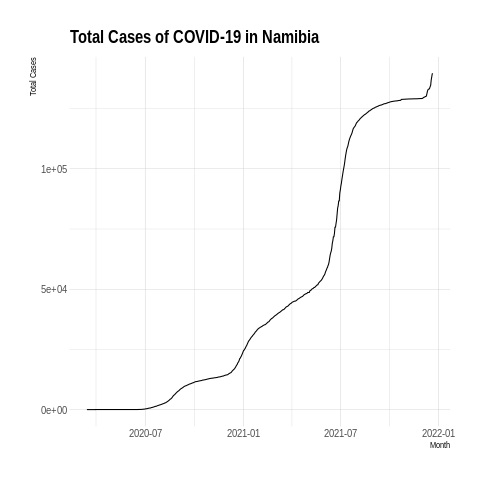 Total Cases of COVID-19 in Namibia
Total Cases
1e+05
5e+04
0e+00
2020-07 2021-01 2021-07 2022-01
Month